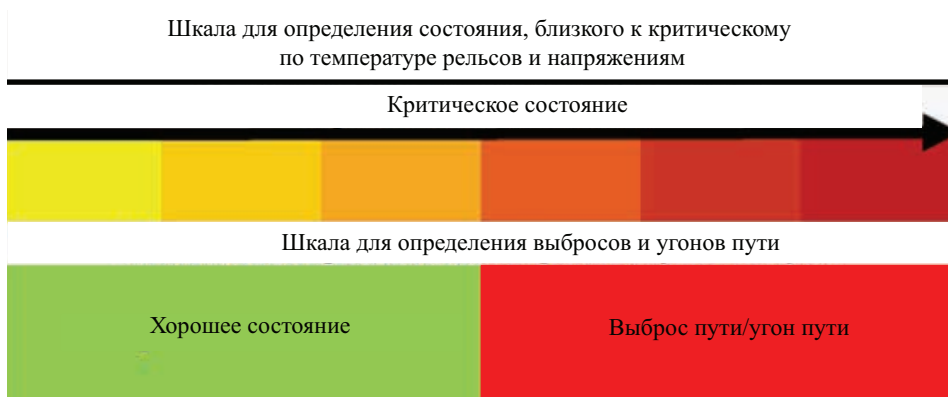 Шкала для определения состояния, близкого к критическому
по температуре рельсов и напряжениям
Критическое состояние
Шкала для определения выбросов и угонов пути
Хорошее состояние
Выброс пути/угон пути